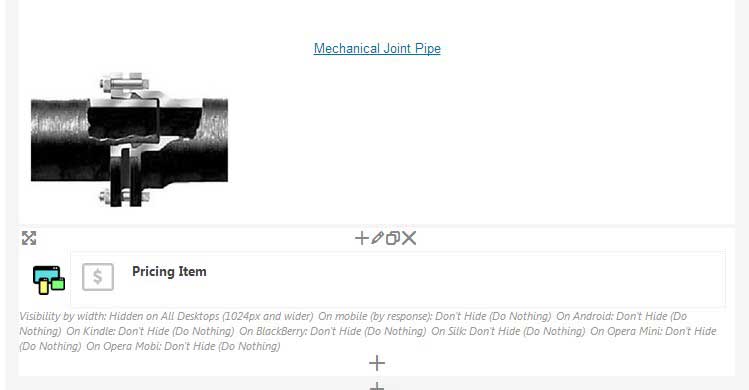 Mechanical Joint Pipe
$
Pricing Item
Visibility by width: Hidden on All Desktops (1024px and wider)  On mobile (by response): Don't Hide (Do Nothing)  On Android: Don't Hide (Do
Nothing)  On Kindle: Don't Hide (Do Nothing)  On BlackBerry: Don't Hide (Do Nothing)  On Silk: Don't Hide (Do Nothing)  On Opera Mini: Don't Hide
(Do Nothing)  On Opera Mobi: Don't Hide (Do Nothing)